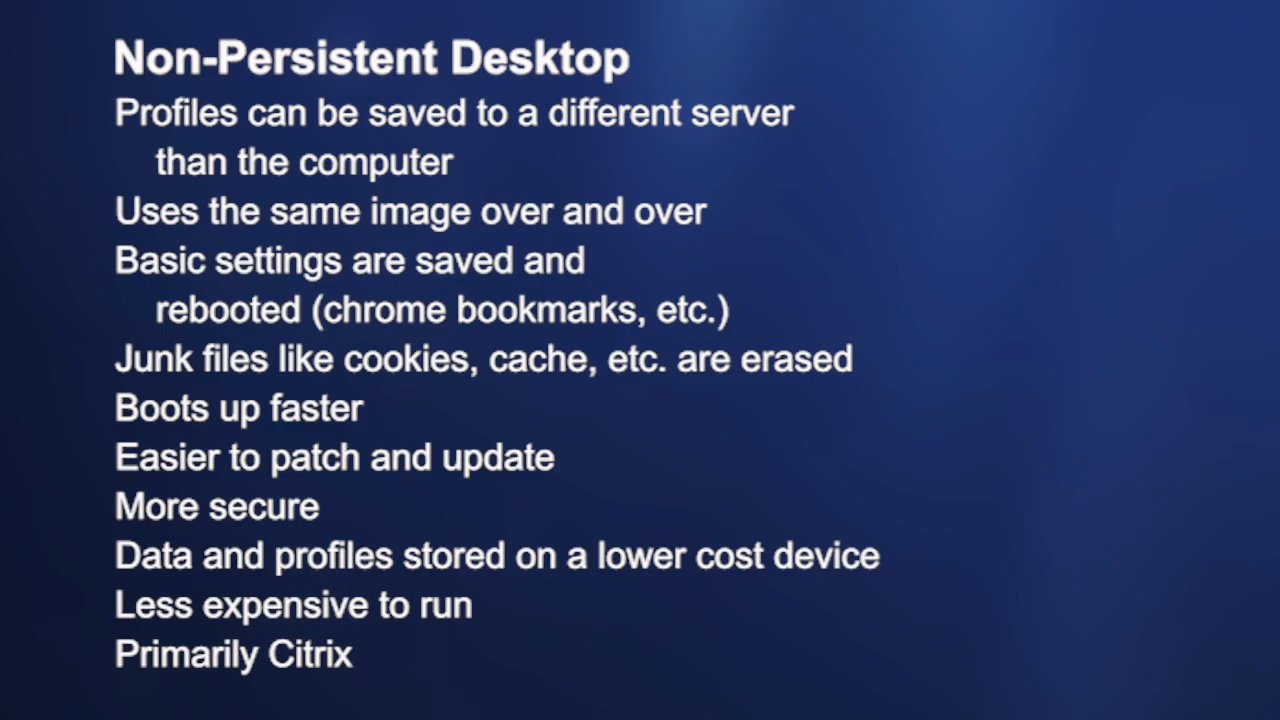 Non-Persistent Desktop
Profiles can be saved to a different server
than the computer
Uses the same image over and over
Basic settings are saved and
rebooted (chrome bookmarks, etc.)
Junk files like cookies, cache, etc. are erased
Boots up faster
Easier to patch and update
More secure
Data and profiles stored on a lower cost device
Less expensive to run
Primarily Citrix